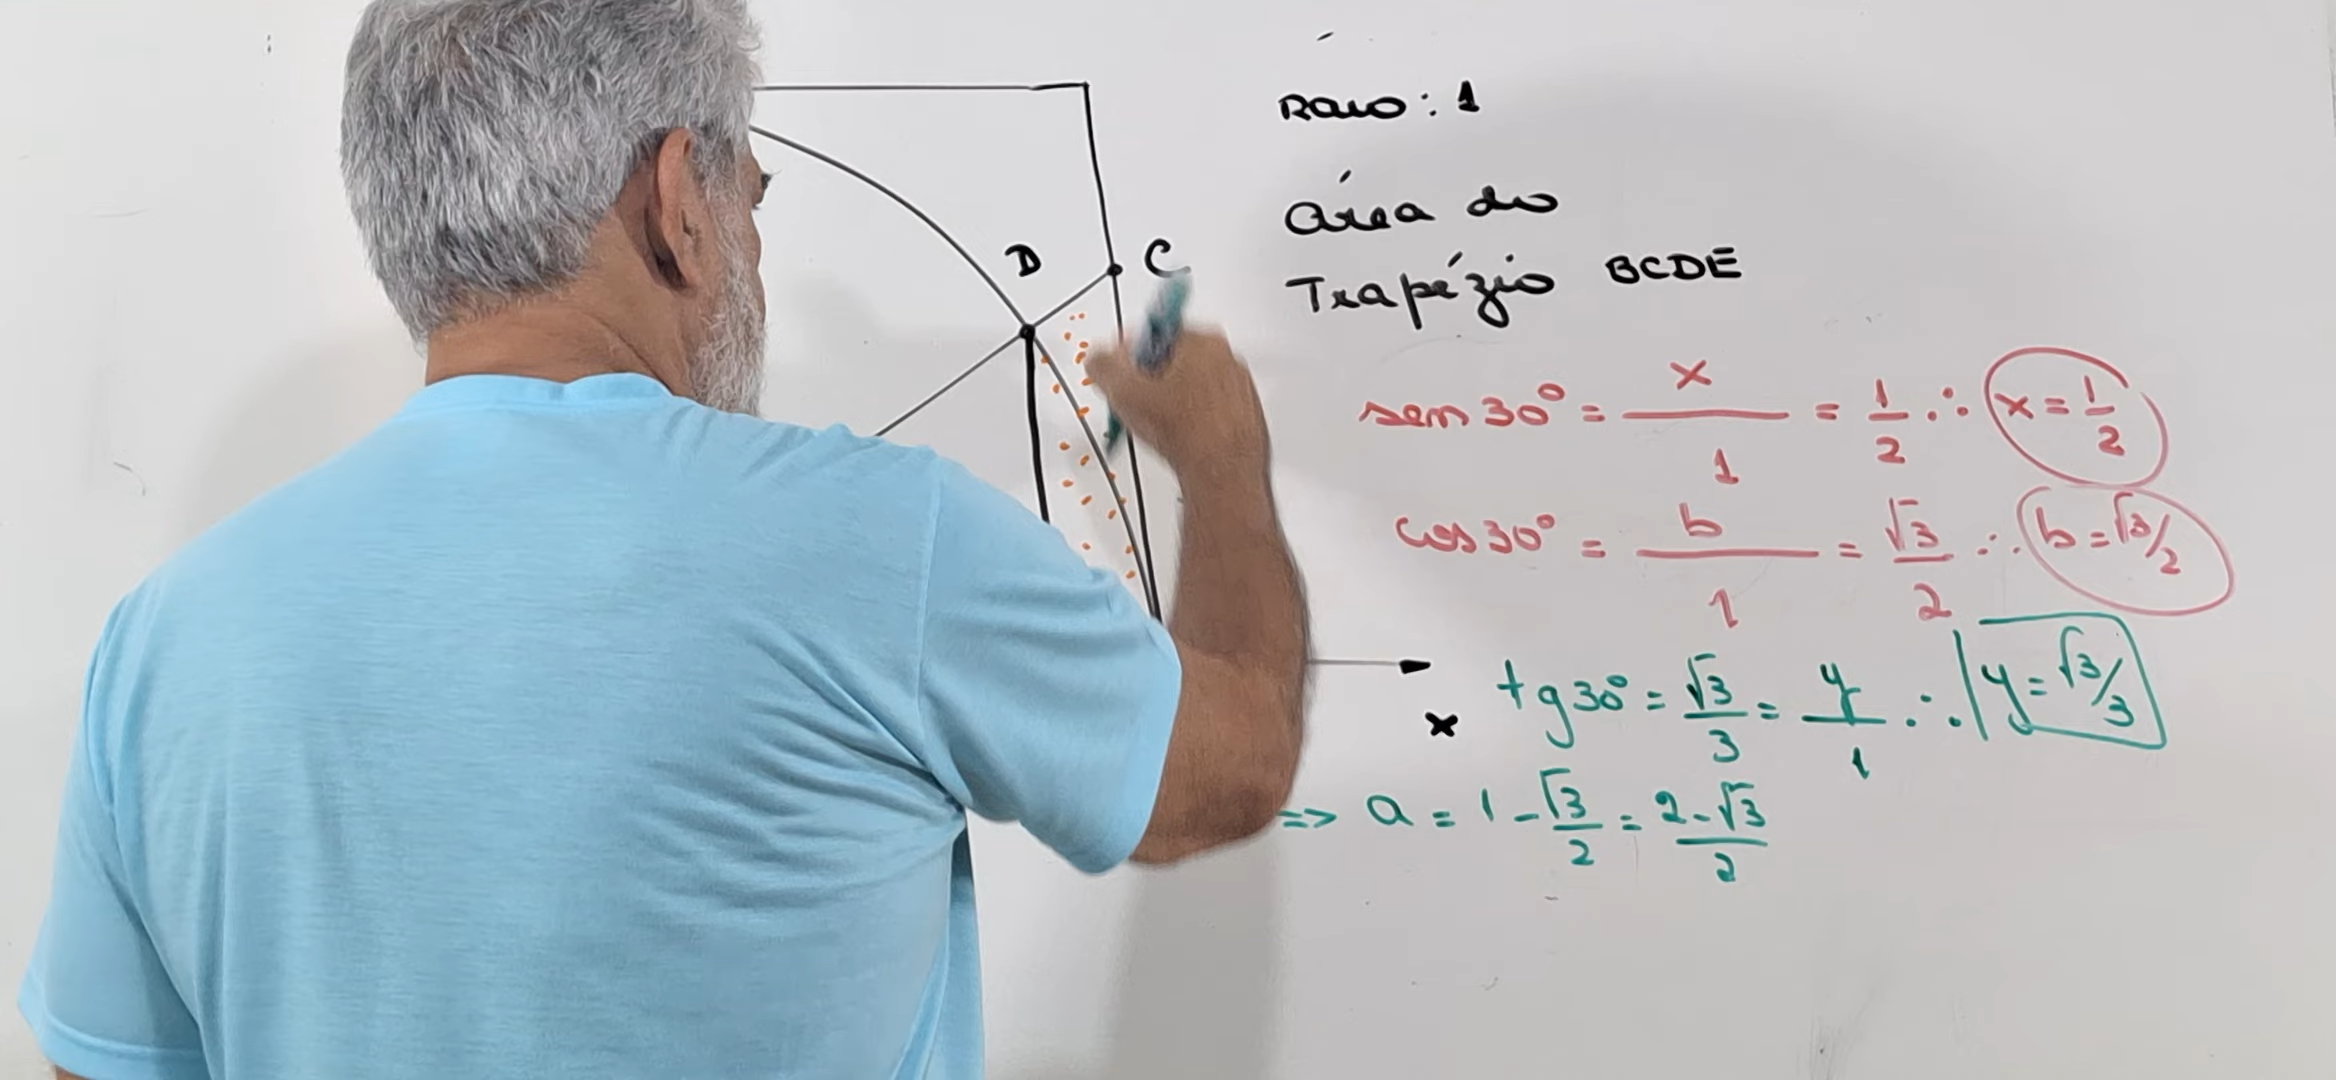 Raio: 1
Área do
Trapézio BCDE
D C
sen 30° = x/1 = 1/2 ∴ x = 1/2
cos 30° = b/1 = √3/2 ∴ b = √3/2
tg 30° = √3/3 = y/1 ∴ y = √3/3
x
=> a = 1 - √3/2 = 2-√3/2